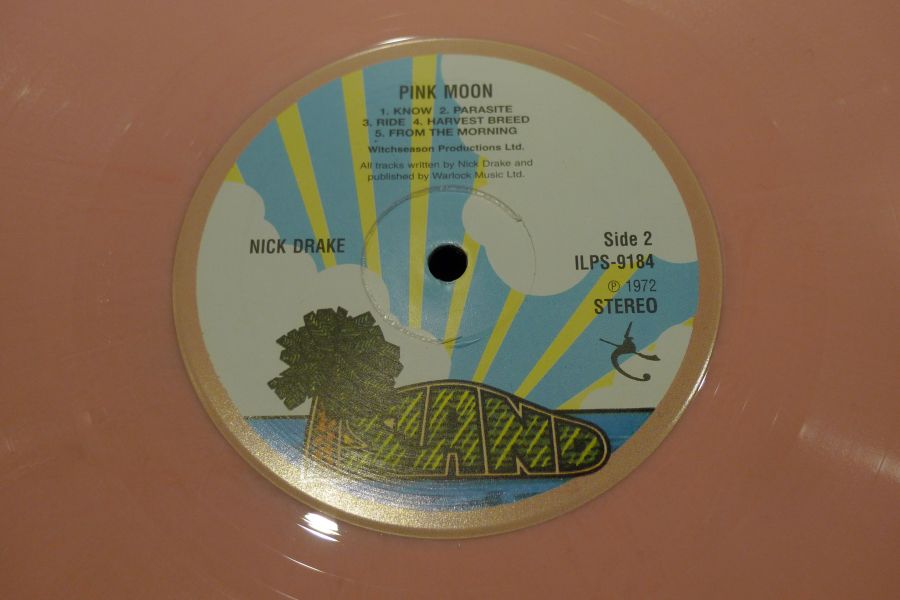 PINK MOON
1. KNOW 2. PARASITE
3. RIDE 4. HARVEST BREED
5. FROM THE MORNING
Witchseason Productions Ltd.
All tracks written by Nick Drake and
published by Warlock Music Ltd.
NICK DRAKE
Side 2
ILPS-9184
℗ 1972
STEREO
ISLAND